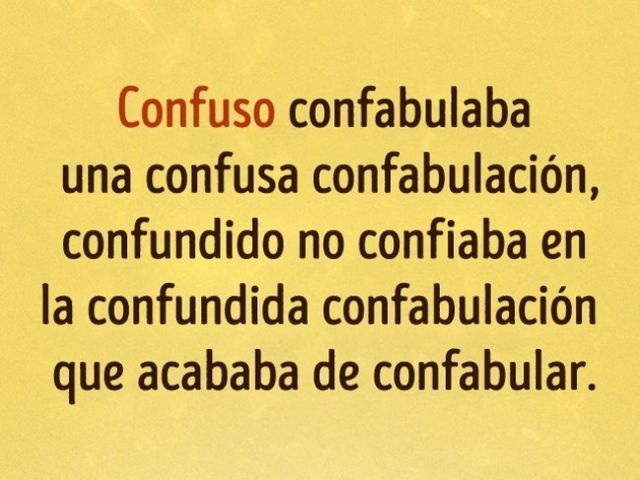 Confuso confabulaba
una confusa confabulación,
confundido no confiaba en
la confundida confabulación
que acababa de confabular.